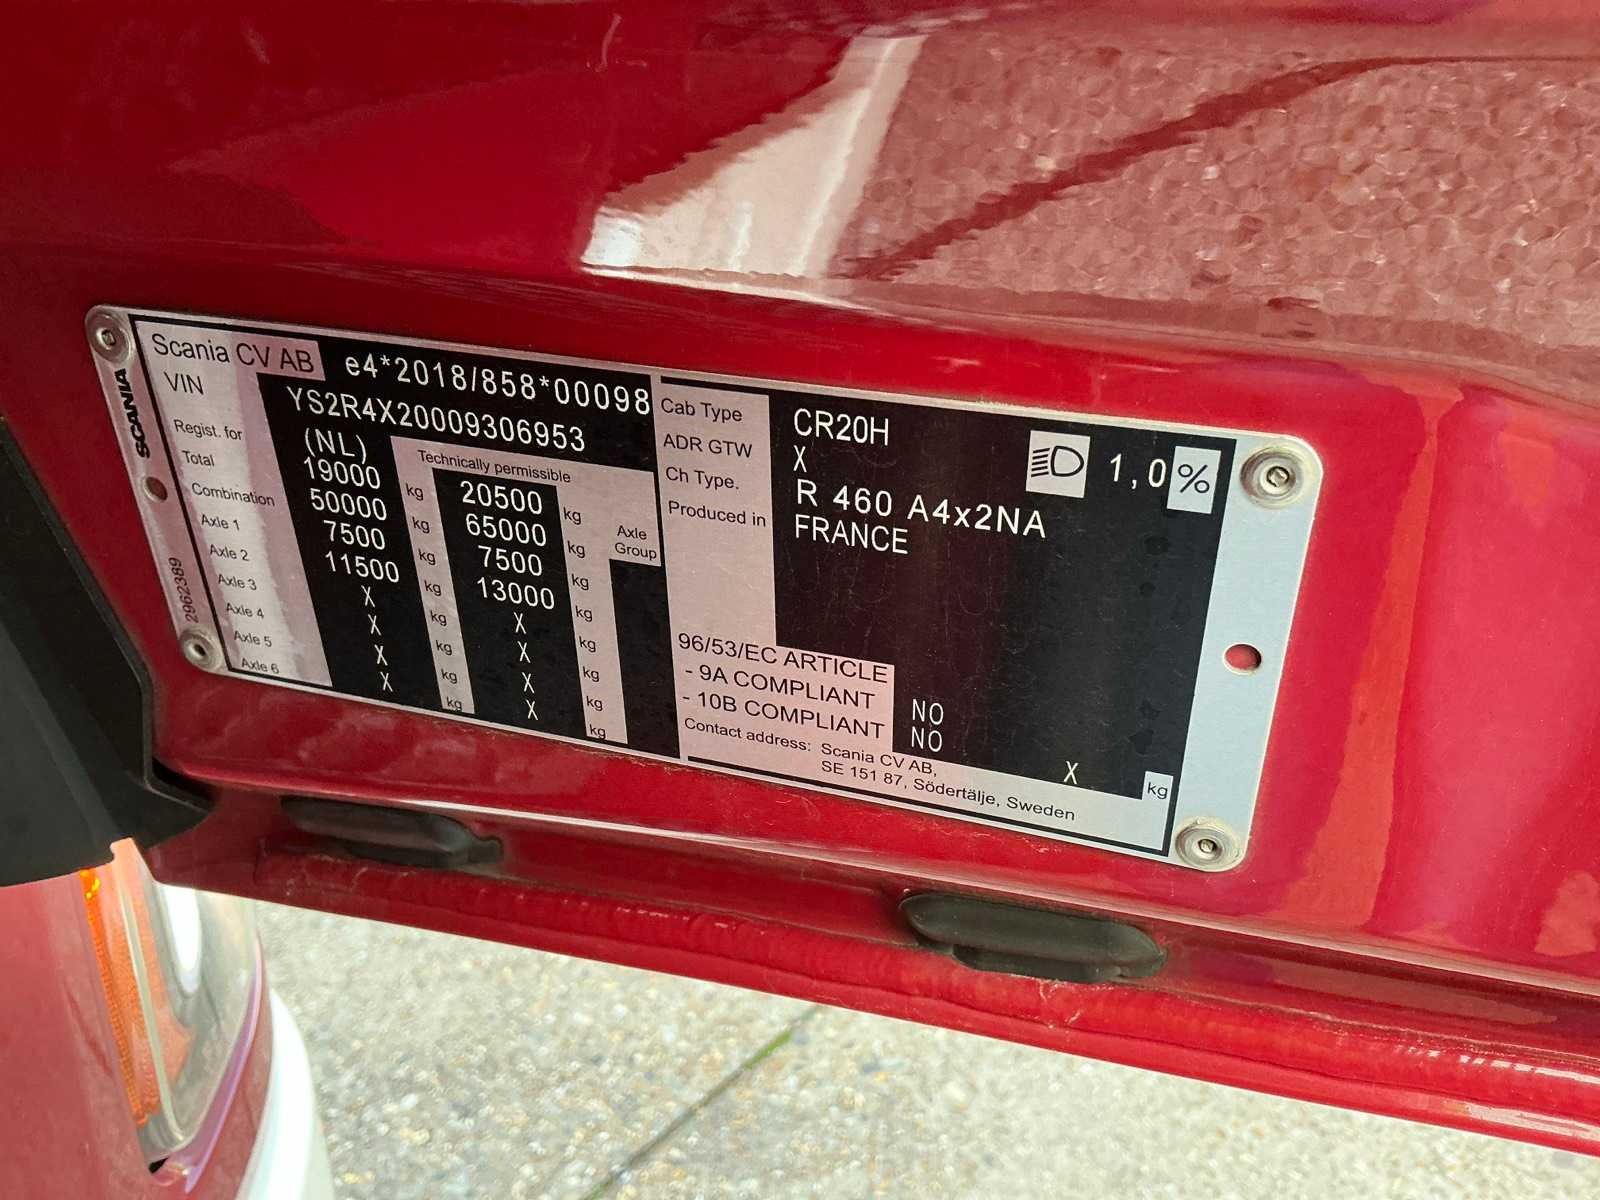 SCANIA
2962389
Scania CV AB e4*2018/858*00098
VIN YS2R4X20009306953
Regist. for (NL) Technically permissible
Total 19000 kg 20500 kg
Combination 50000 kg 65000 kg Axle Group
Axle 1 7500 kg 7500 kg
Axle 2 11500 kg 13000 kg
Axle 3 X kg X kg
Axle 4 X kg X kg
Axle 5 X kg X kg
Axle 6 X kg X kg
Cab Type CR20H
ADR GTW X
Ch Type. R 460 A4x2NA
Produced in FRANCE
1,0 %
96/53/EC ARTICLE
- 9A COMPLIANT NO
- 10B COMPLIANT NO
X kg
Contact address: Scania CV AB,
SE 151 87, Södertälje, Sweden